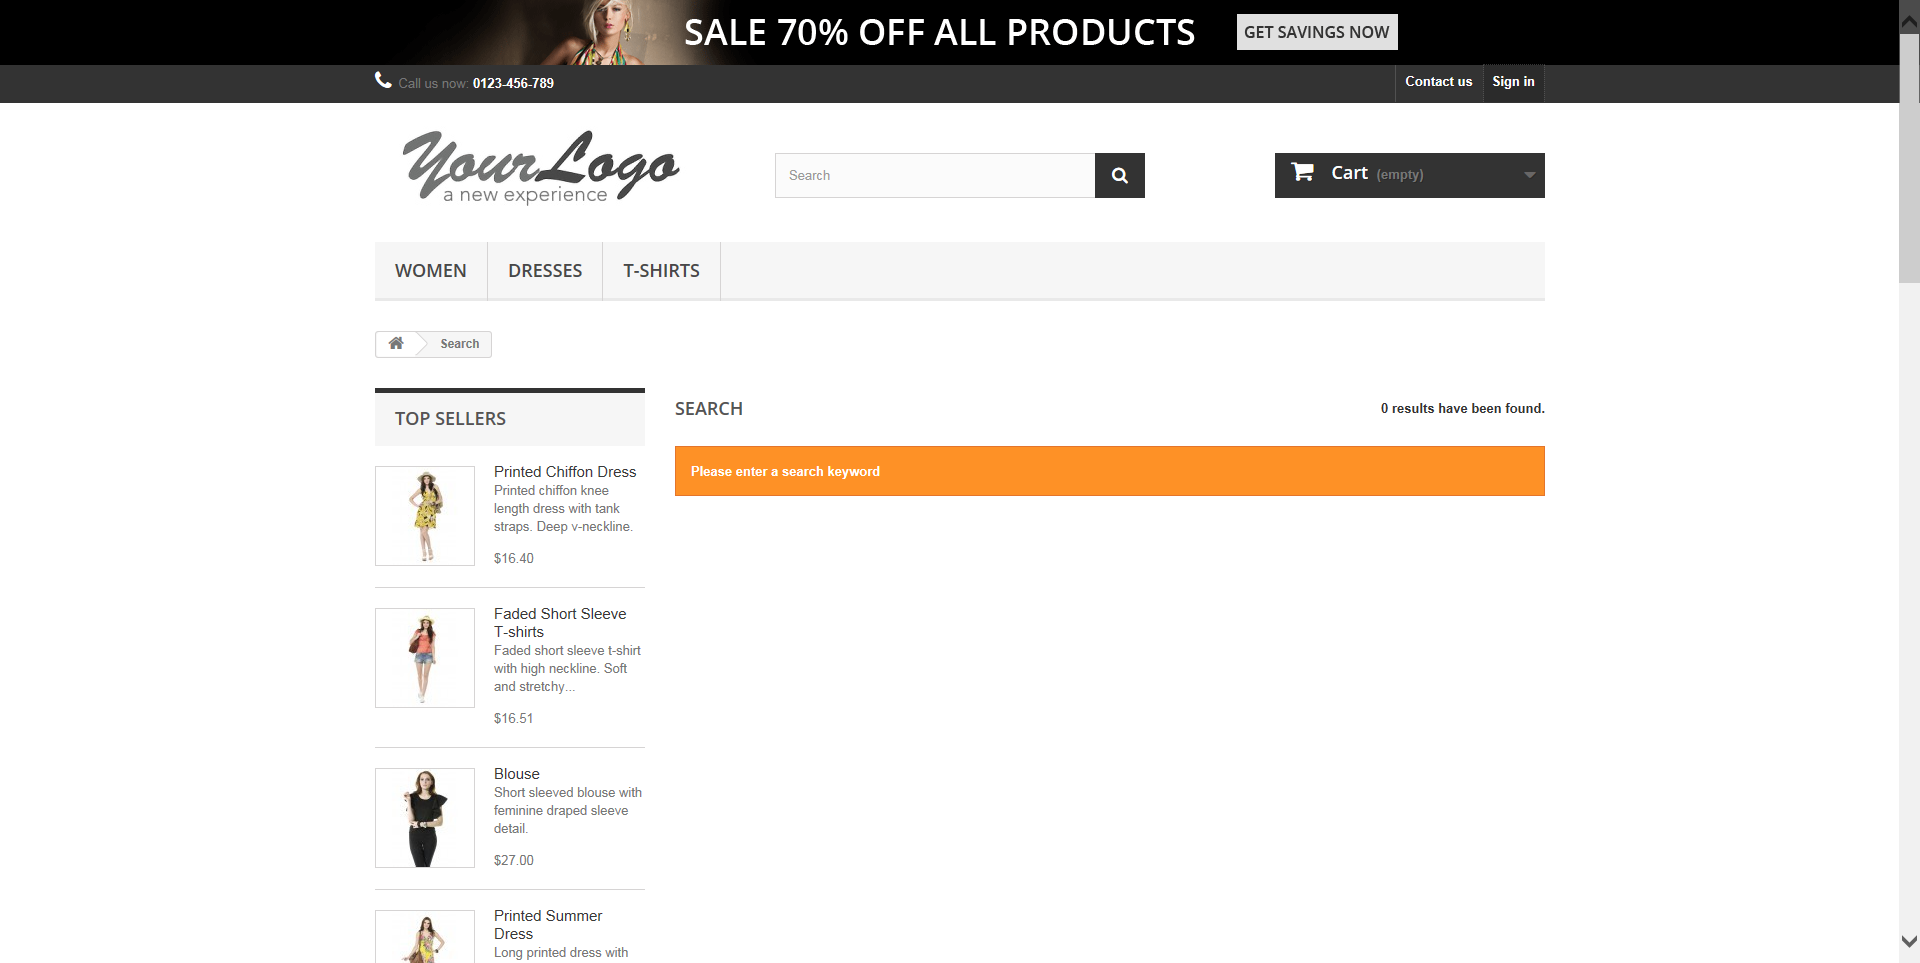 SALE 70% OFF ALL PRODUCTS
GET SAVINGS NOW
Call us now: 0123-456-789
Contact us
Sign in
YourLogo
a new experience
Search
Cart (empty)
WOMEN
DRESSES
T-SHIRTS
Search
TOP SELLERS
Printed Chiffon Dress
Printed chiffon knee
length dress with tank
straps. Deep v-neckline.
$16.40
Faded Short Sleeve
T-shirts
Faded short sleeve t-shirt
with high neckline. Soft
and stretchy...
$16.51
Blouse
Short sleeved blouse with
feminine draped sleeve
detail.
$27.00
Printed Summer
Dress
Long printed dress with
SEARCH
0 results have been found.
Please enter a search keyword